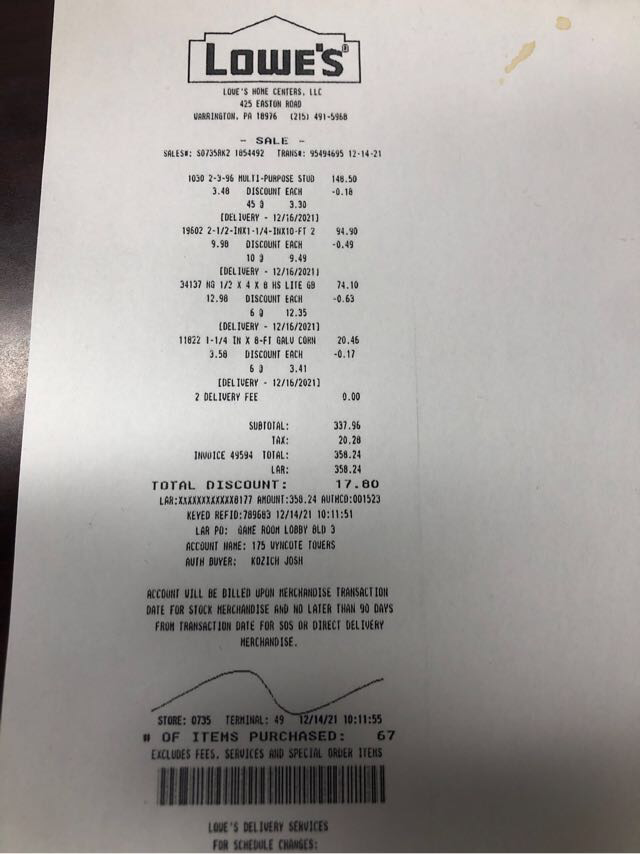 LOWE'S®
LOWE'S HOME CENTERS, LLC
425 EASTON ROAD
WARRINGTON, PA 18976 (215) 491-5968
- SALE -
SALES#: S0735RK2 1854492 TRANS#: 95494695 12-14-21
1030 2-3-96 MULTI-PURPOSE STUD 148.50
3.48 DISCOUNT EACH -0.18
45 @ 3.30
[DELIVERY - 12/16/2021]
19602 2-1/2-INX1-1/4-INX10-FT 2 94.90
9.98 DISCOUNT EACH -0.49
10 @ 9.49
[DELIVERY - 12/16/2021]
34137 NG 1/2 X 4 X 8 HS LITE GB 74.10
12.98 DISCOUNT EACH -0.63
6 @ 12.35
[DELIVERY - 12/16/2021]
11822 1-1/4 IN X 8-FT GALV CORN 20.46
3.58 DISCOUNT EACH -0.17
6 @ 3.41
[DELIVERY - 12/16/2021]
2 DELIVERY FEE 0.00
SUBTOTAL: 337.96
TAX: 20.28
INVOICE 49594 TOTAL: 358.24
LAR: 358.24
TOTAL DISCOUNT: 17.80
LAR:XXXXXXXXXXXX8177 AMOUNT:358.24 AUTHCD:001523
KEYED REFID:789683 12/14/21 10:11:51
LAR PO: GAME ROOM LOBBY BLD 3
ACCOUNT NAME: 175 WYNCOTE TOWERS
AUTH BUYER: KOZICH JOSH
ACCOUNT WILL BE BILLED UPON MERCHANDISE TRANSACTION
DATE FOR STOCK MERCHANDISE AND NO LATER THAN 90 DAYS
FROM TRANSACTION DATE FOR SOS OR DIRECT DELIVERY
MERCHANDISE.
STORE: 0735 TERMINAL: 49 12/14/21 10:11:55
# OF ITEMS PURCHASED: 67
EXCLUDES FEES, SERVICES AND SPECIAL ORDER ITEMS
LOWE'S DELIVERY SERVICES
FOR SCHEDULE CHANGES: